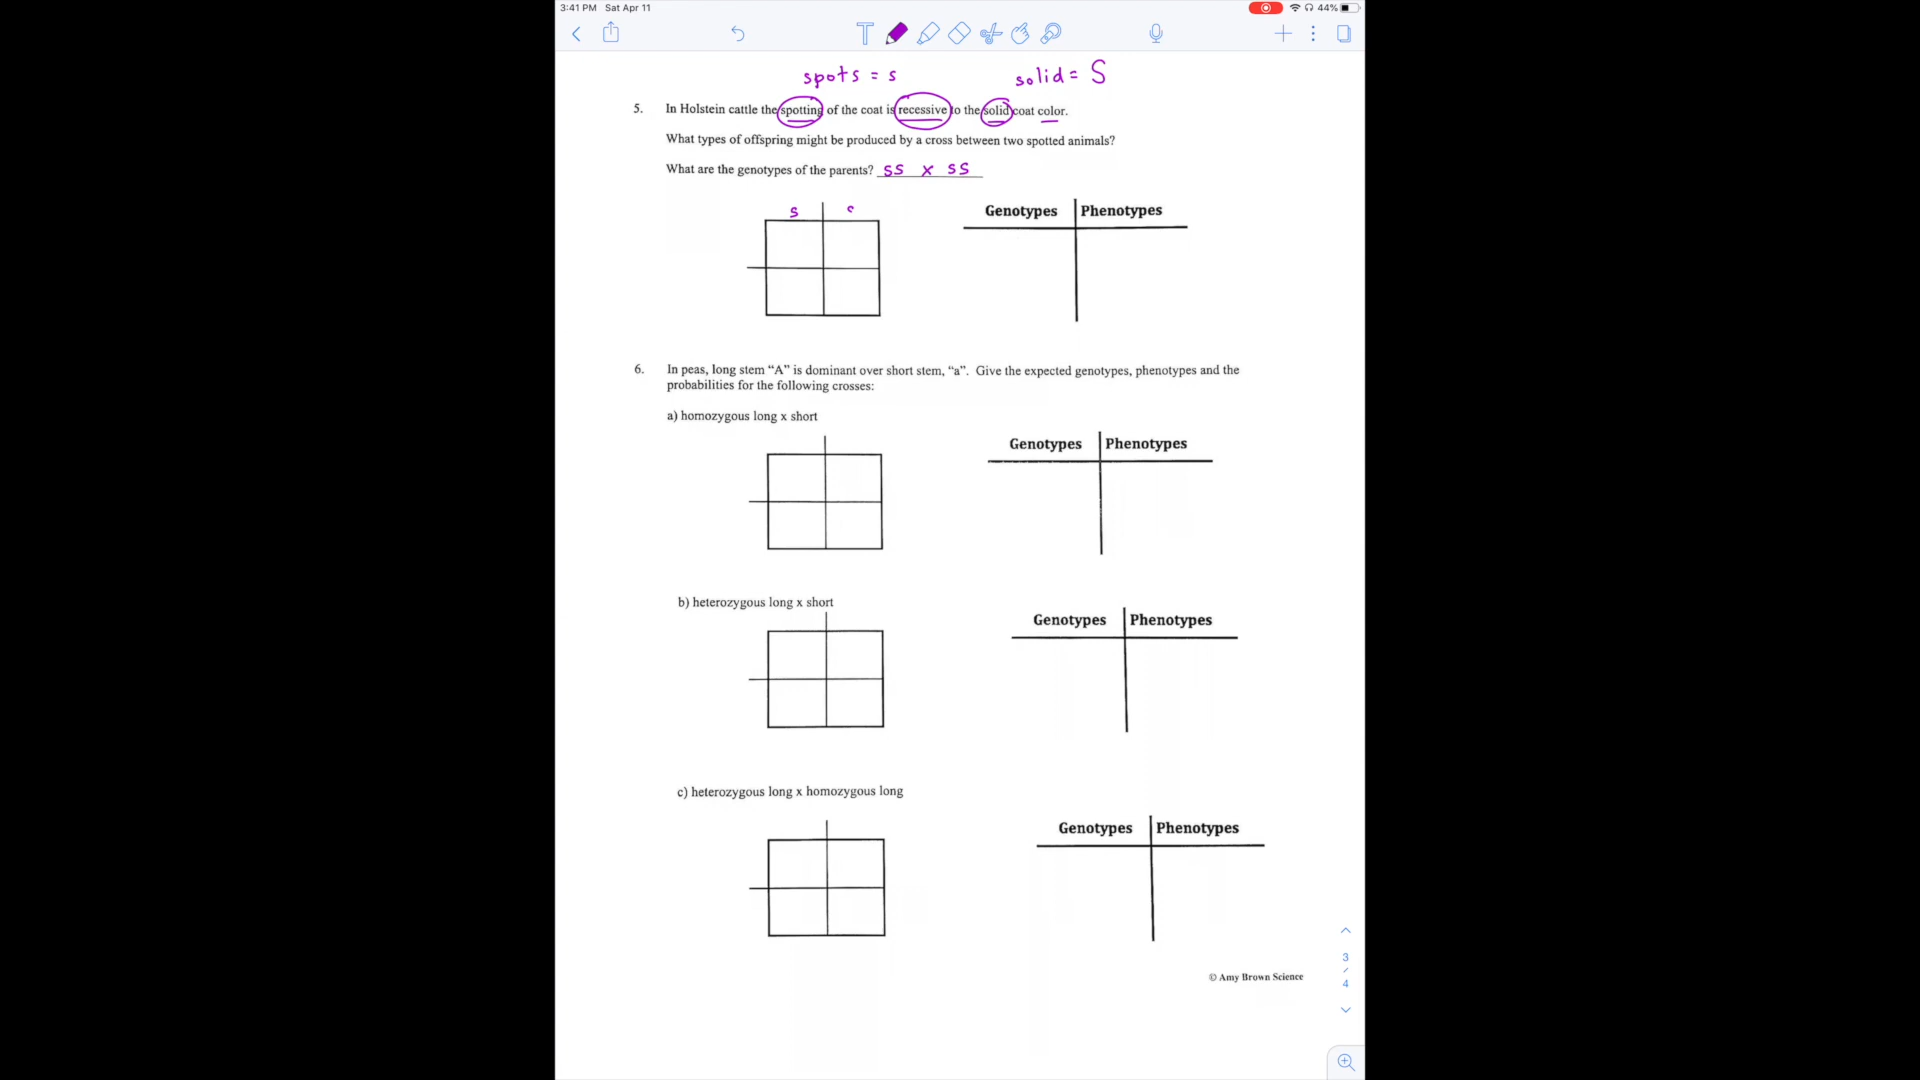 3:41 PM Sat Apr 11
44%
spots = s solid = S
5. In Holstein cattle the spotting of the coat is recessive to the solid coat color.
What types of offspring might be produced by a cross between two spotted animals?
What are the genotypes of the parents? ss x ss
s
Genotypes Phenotypes
6. In peas, long stem “A” is dominant over short stem, “a”. Give the expected genotypes, phenotypes and the
probabilities for the following crosses:
a) homozygous long x short
Genotypes Phenotypes
b) heterozygous long x short
Genotypes Phenotypes
c) heterozygous long x homozygous long
Genotypes Phenotypes
3
/
4
© Amy Brown Science